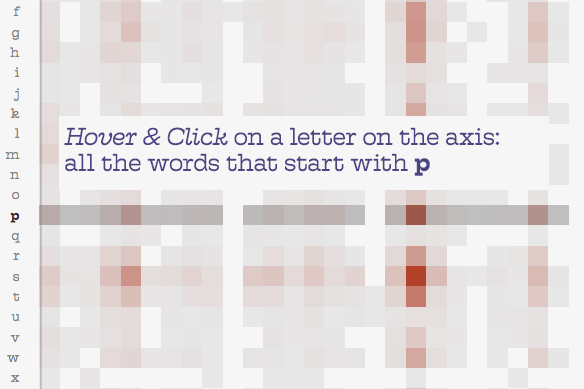 f
g
h
i
j
k
l
Hover & Click on a letter on the axis:
m
all the words that start with p
n
o
p
q
r
s
t
u
v
w
x